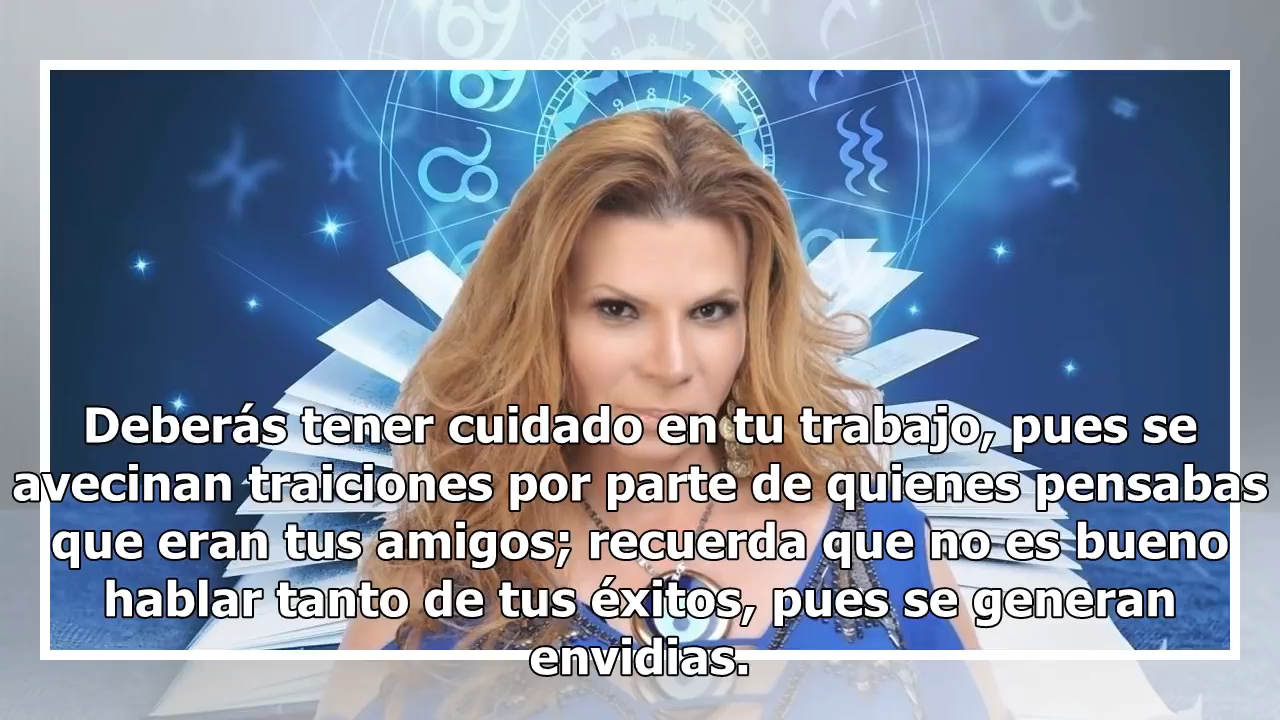 Deberás tener cuidado en tu trabajo, pues se
avecinan traiciones por parte de quienes pensabas
que eran tus amigos; recuerda que no es bueno
hablar tanto de tus éxitos, pues se generan
envidias.